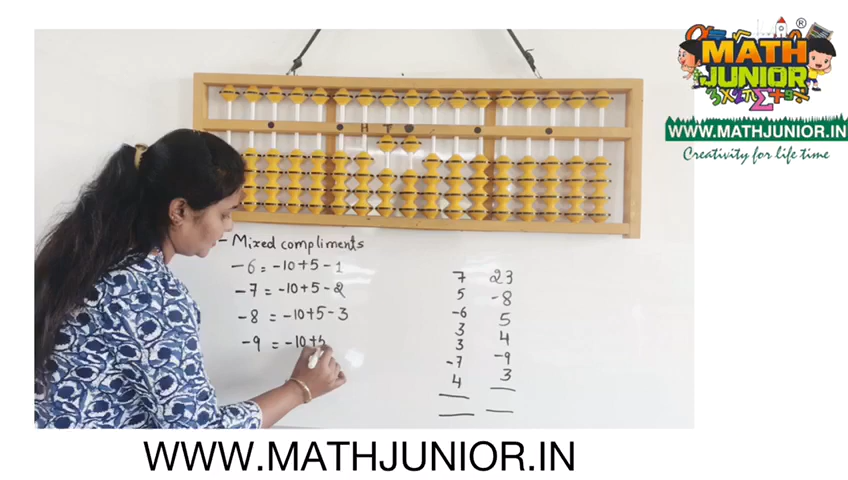 MATH
JUNIOR
®
WWW.MATHJUNIOR.IN
Creativity for life time
H T
- Mixed compliments
-6 = -10+5-1
-7 = -10+5-2
-8 = -10+5-3
-9 = -10+5
7
5
-6
3
3
-7
4
23
-8
5
4
-9
3
WWW.MATHJUNIOR.IN